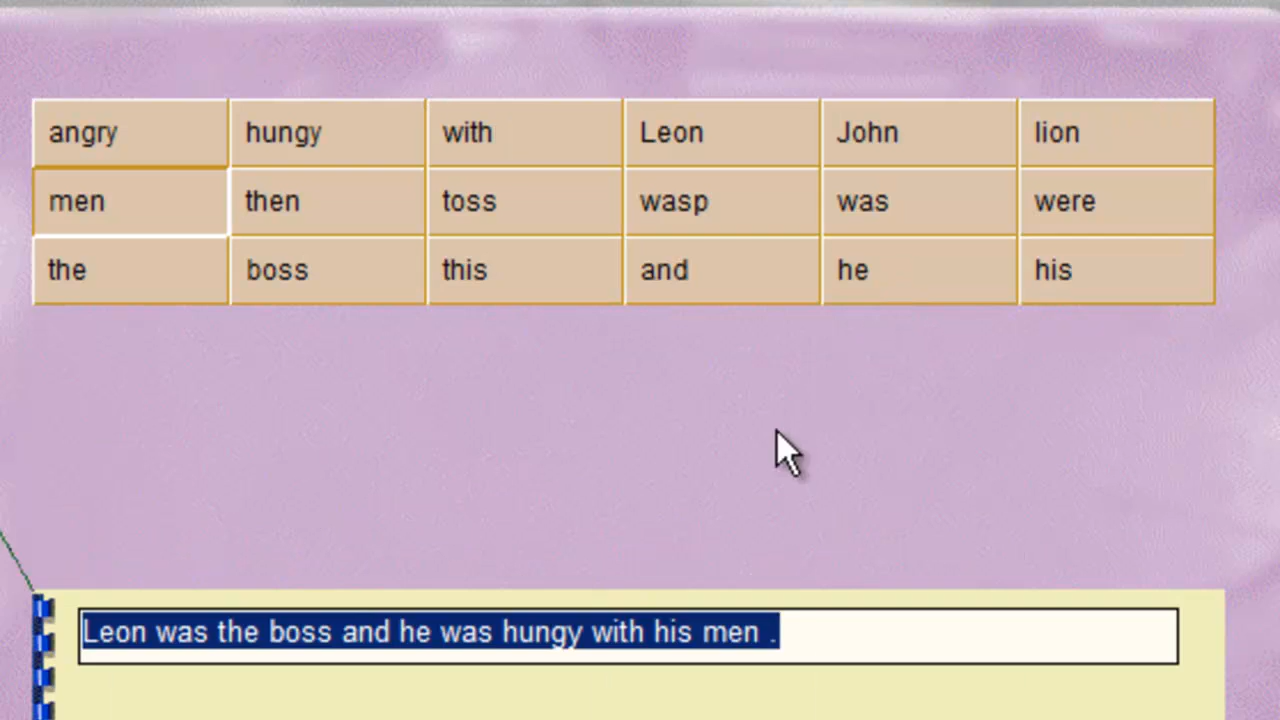 angry hungy with Leon John lion
men then toss wasp was were
the boss this and he his
Leon was the boss and he was hungy with his men .